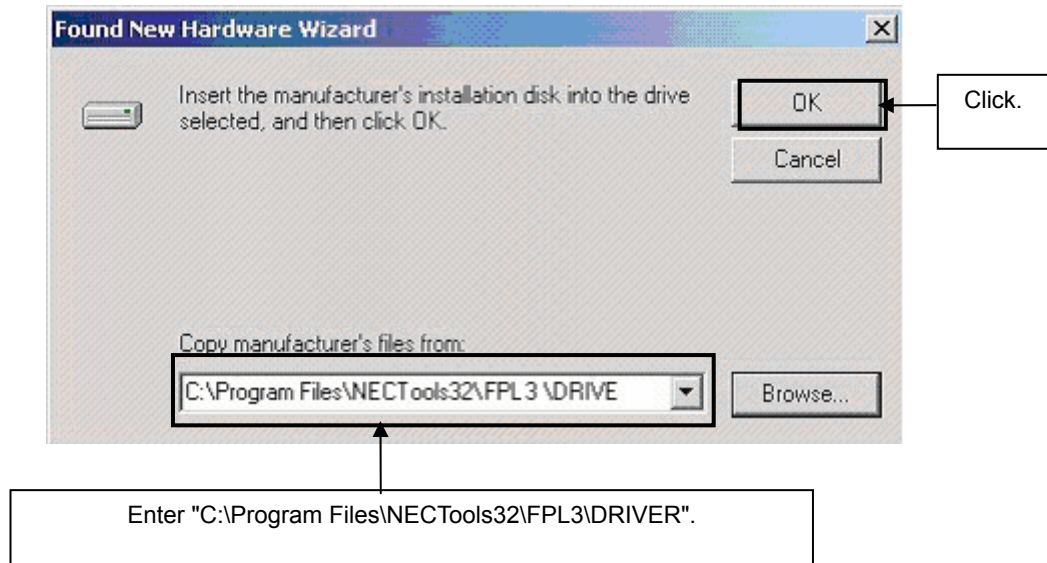 Found New Hardware Wizard
Insert the manufacturer's installation disk into the drive
selected, and then click OK.
OK
Click.
Cancel
Copy manufacturer's files from:
C:\Program Files\NECTools32\FPL3 \DRIVE
Browse...
Enter "C:\Program Files\NECTools32\FPL3\DRIVER".